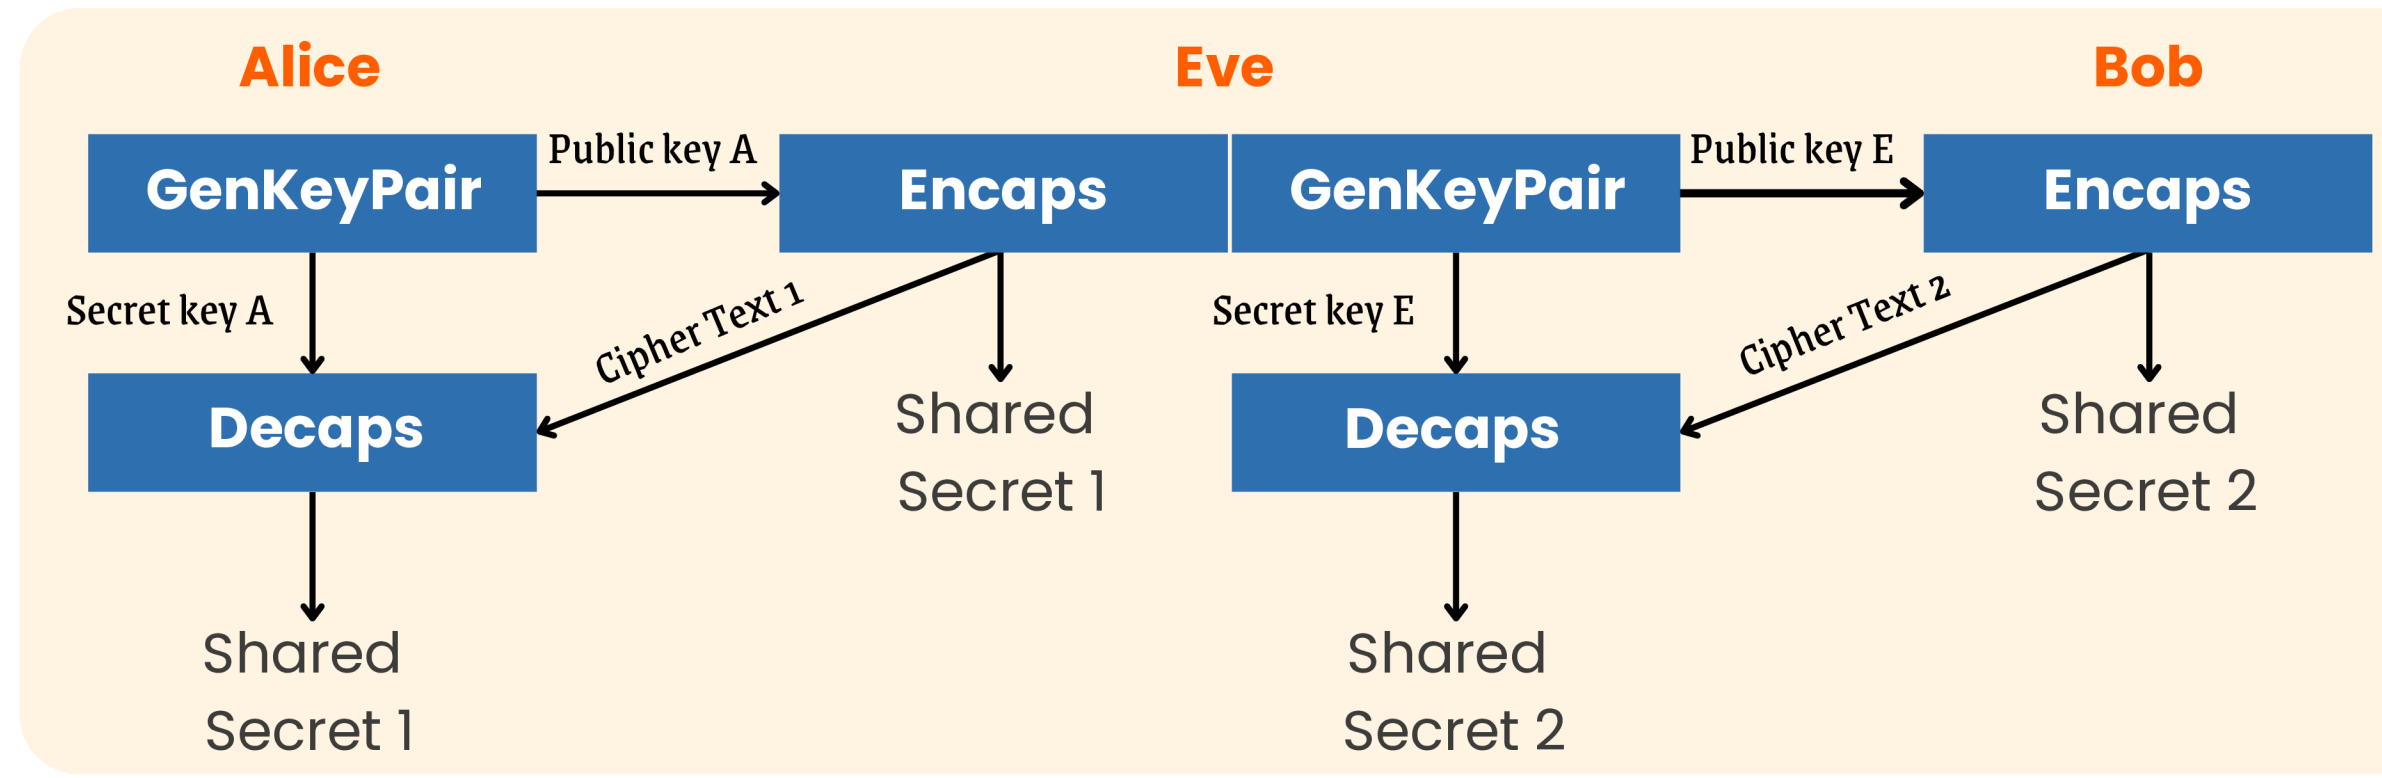 Alice
Eve
Bob
Public key A
Public key E
GenKeyPair
Encaps
GenKeyPair
Encaps
Secret key A
Cipher Text 1
Secret key E
Cipher Text 2
Decaps
Shared
Secret 1
Decaps
Shared
Secret 2
Shared
Secret 1
Shared
Secret 2